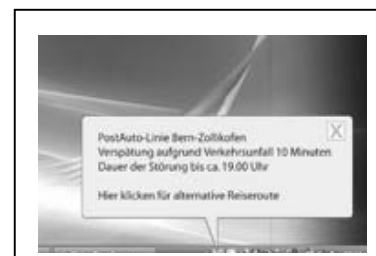 PostAuto-Linie Bern-Zollikofen
Verspätung aufgrund Verkehrsunfall 10 Minuten
Dauer der Störung bis ca. 19.00 Uhr
Hier klicken für alternative Reiseroute